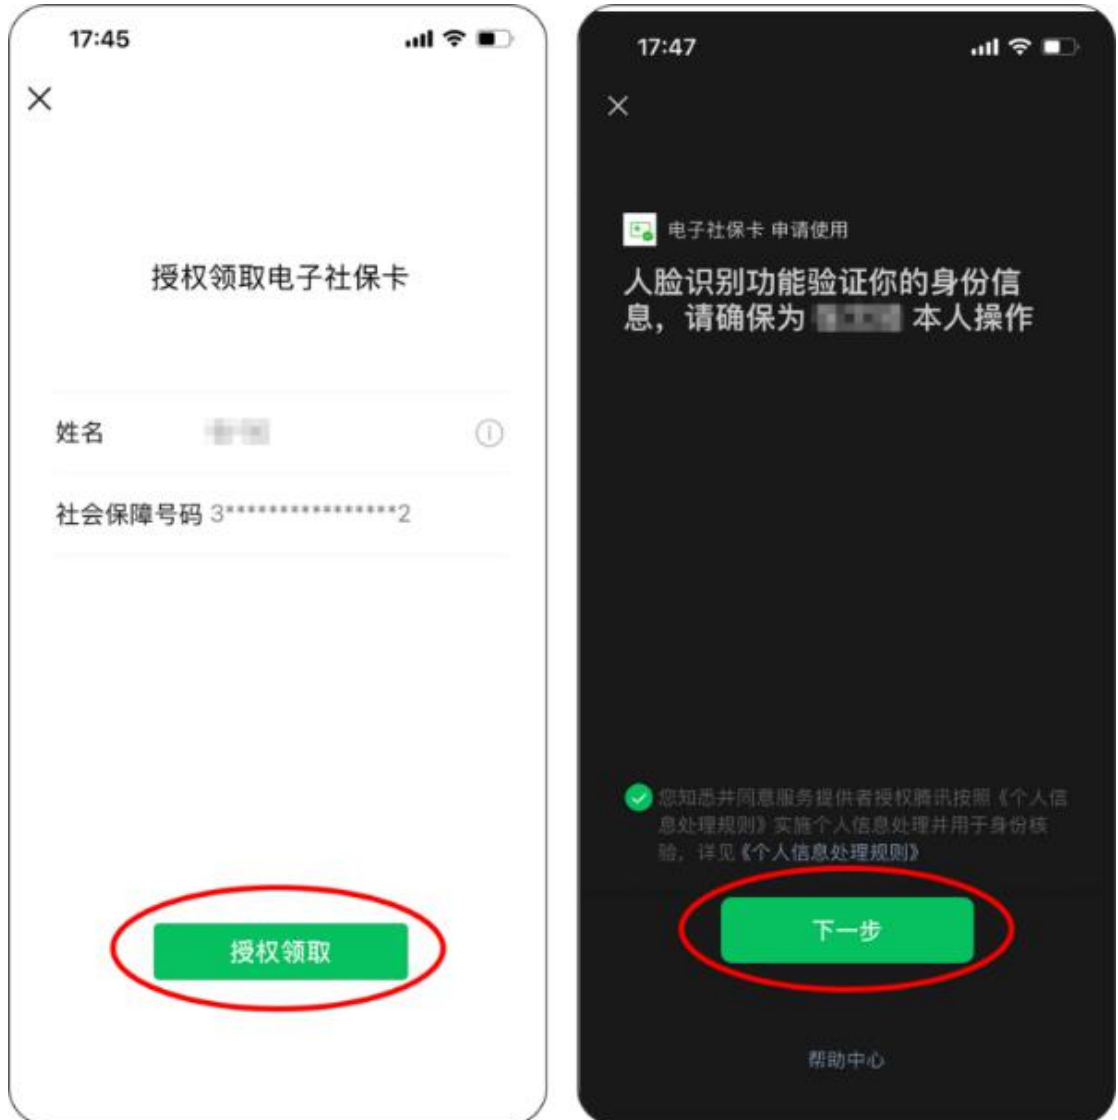 17:45
授权领取电子社保卡
姓名
社会保障号码 3****************2
授权领取
17:47
电子社保卡 申请使用
人脸识别功能验证你的身份信
息，请确保为 本人操作
您知悉并同意服务提供者授权腾讯按照《个人信
息处理规则》实施个人信息处理并用于身份核
验，详见《个人信息处理规则》
下一步
帮助中心